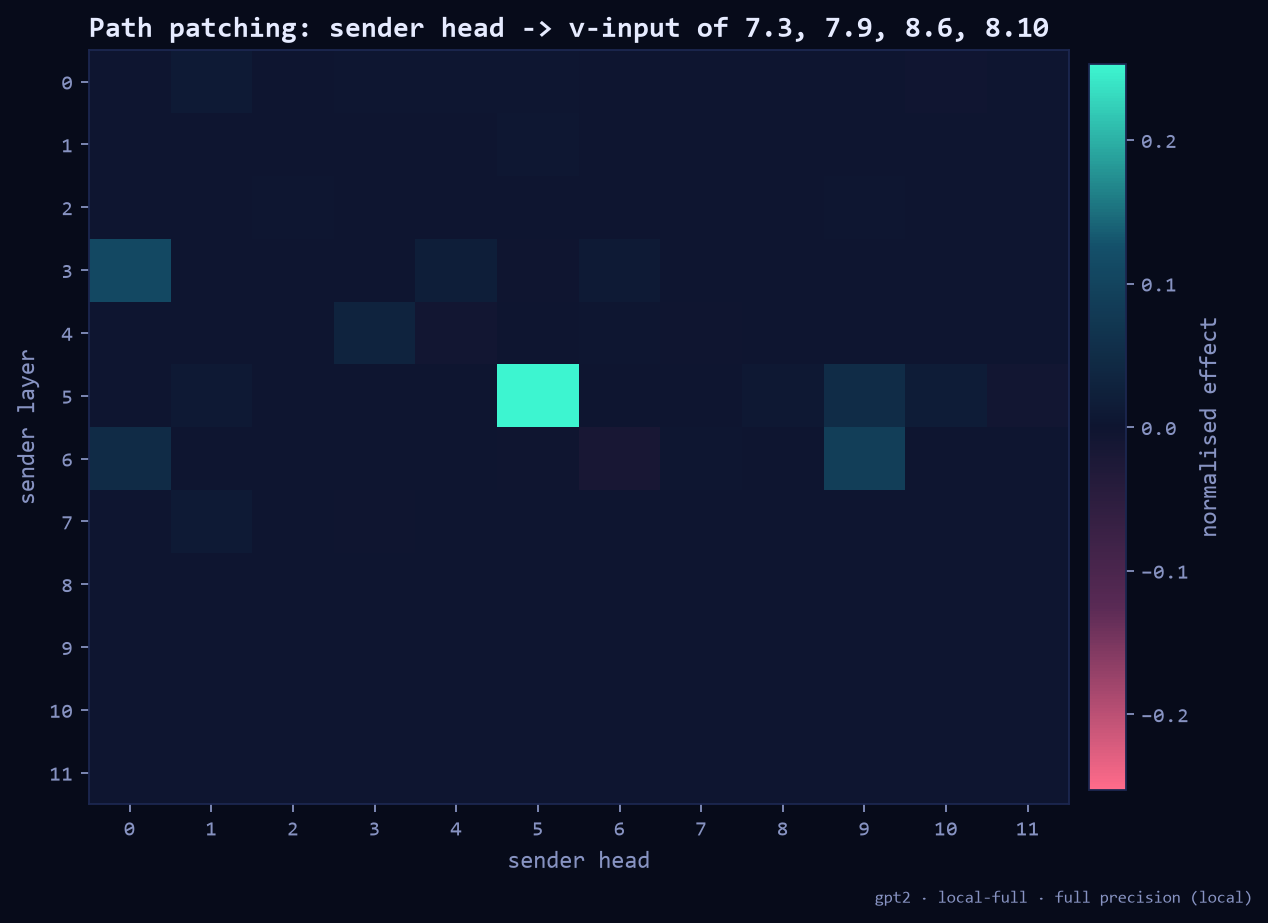 Path patching: sender head -> v-input of 7.3, 7.9, 8.6, 8.10
0
1
2
3
4
5
6
7
8
9
10
11
sender layer
0 1 2 3 4 5 6 7 8 9 10 11
sender head
0.2
0.1
0.0
−0.1
−0.2
normalised effect
gpt2 · local-full · full precision (local)